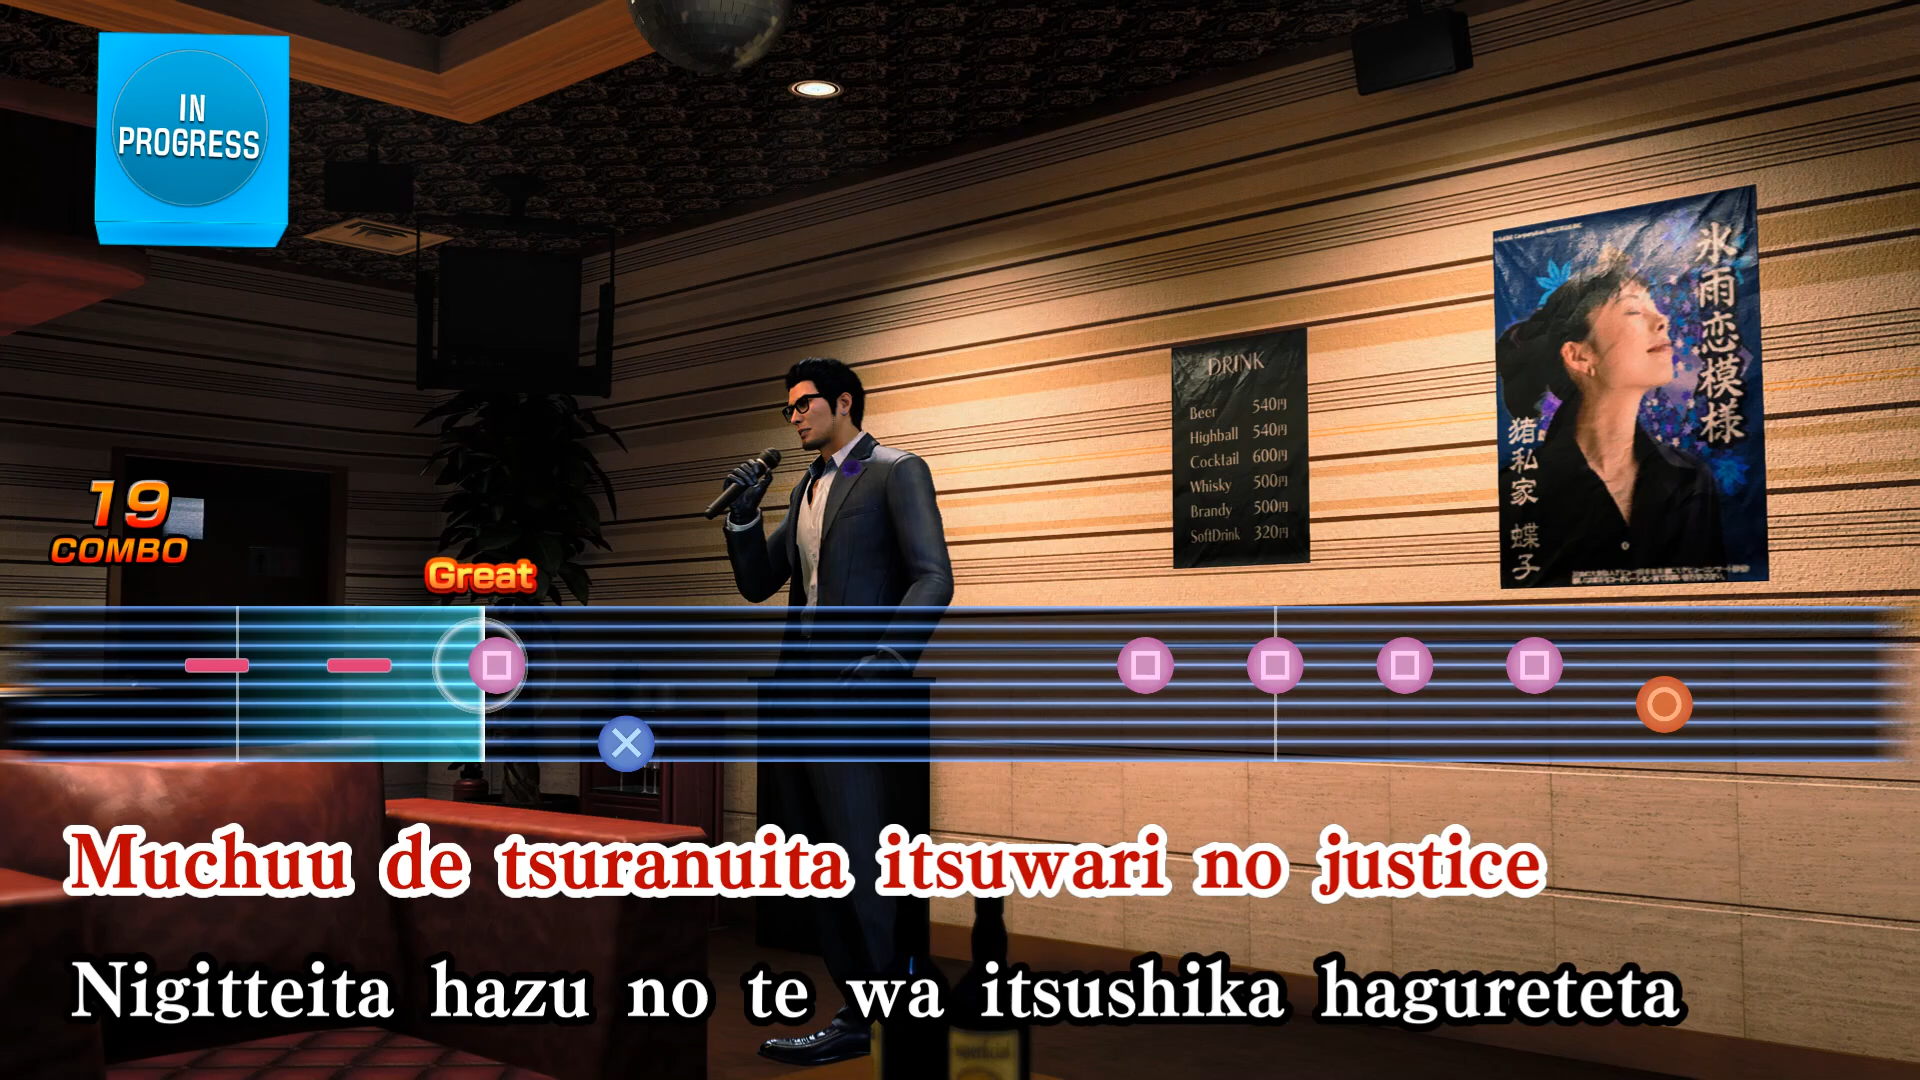 IN
PROGRESS
氷雨恋模様
猪私家 蝶子
DRINK
Beer 540円
Highball 540円
Cocktail 600円
Whisky 500円
Brandy 500円
SoftDrink 320円
19
COMBO
Great
Muchuu de tsuranuita itsuwari no justice
Nigitteita hazu no te wa itsushika hagureteta